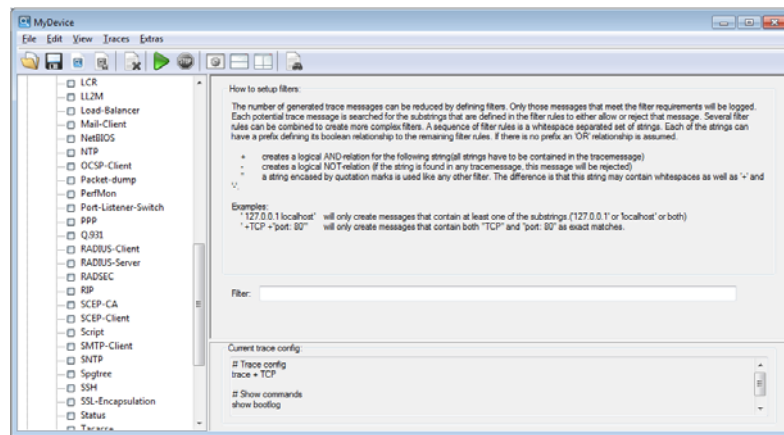 MyDevice
File Edit View Traces Extras
LCR
LL2M
Load-Balancer
Mail-Client
NetBIOS
NTP
OCSP-Client
Packet-dump
PerfMon
Port-Listener-Switch
PPP
Q.931
RADIUS-Client
RADIUS-Server
RADSEC
RIP
SCEP-CA
SCEP-Client
Script
SMTP-Client
SNTP
Spgtree
SSH
SSL-Encapsulation
Status
Tacacs+
How to setup filters:
The number of generated trace messages can be reduced by defining filters. Only those messages that meet the filter requirements will be logged.
Each potential trace message is searched for the substrings that are defined in the filter rules to either allow or reject that message. Several filter
rules can be combined to create more complex filters. A sequence of filter rules is a whitespace separated set of strings. Each of the strings can
have a prefix defining its boolean relationship to the remaining filter rules. If there is no prefix an 'OR' relationship is assumed.
+ creates a logical AND-relation for the following string(all strings have to be contained in the tracemessage)
- creates a logical NOT-relation (if the string is found in any tracemessage, this message will be rejected)
" a string encased by quotation marks is used like any other filter. The difference is that this string may contain whitespaces as well as '+' and
'-'.
Examples:
' 127.0.0.1 localhost' will only create messages that contain at least one of the substrings.('127.0.0.1' or 'localhost' or both)
' +TCP +"port: 80"' will only create messages that contain both "TCP" and "port: 80" as exact matches.
Filter:
Current trace config:
# Trace config
trace + TCP
# Show commands
show bootlog